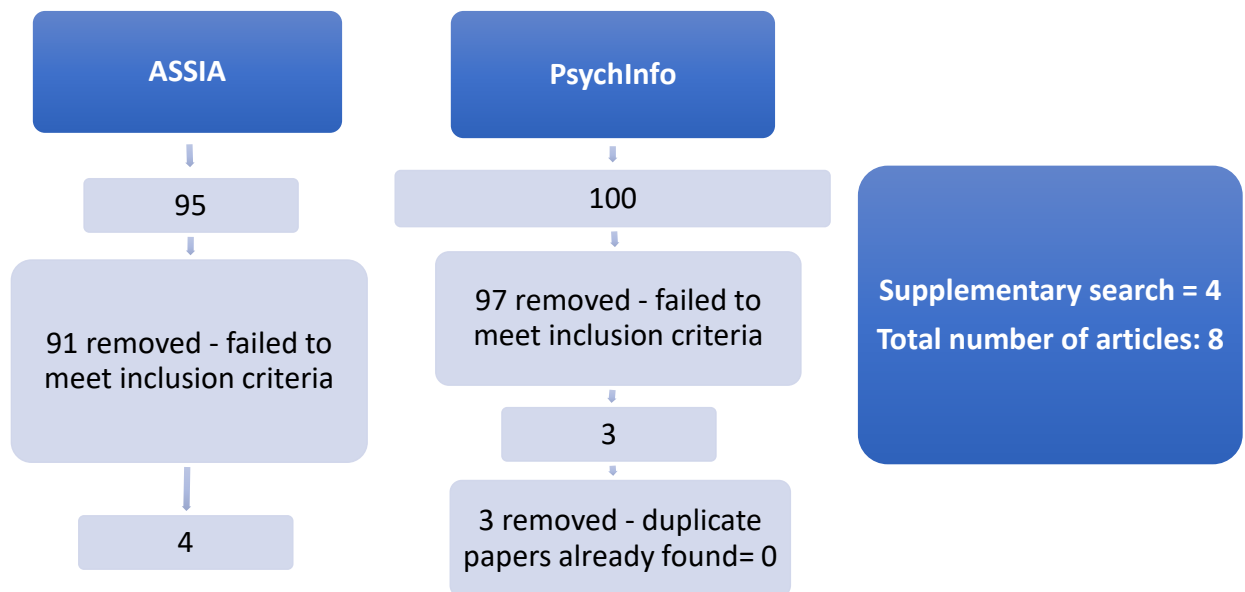 ASSIA
95
91 removed - failed to
meet inclusion criteria
4
PsychInfo
100
97 removed - failed to
meet inclusion criteria
3
3 removed - duplicate
papers already found= 0
Supplementary search = 4
Total number of articles: 8